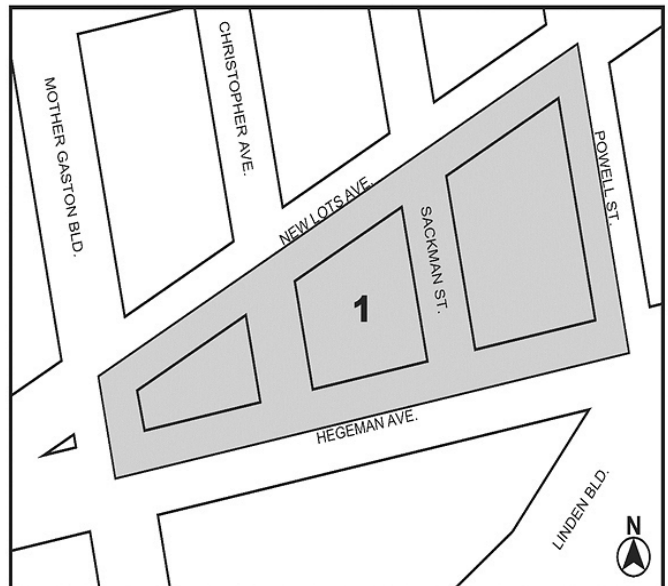 CHRISTOPHER AVE.
MOTHER GASTON BLD.
POWELL ST.
NEW LOTS AVE.
SACKMAN ST.
1
HEGEMAN AVE.
LINDEN BLD.
N